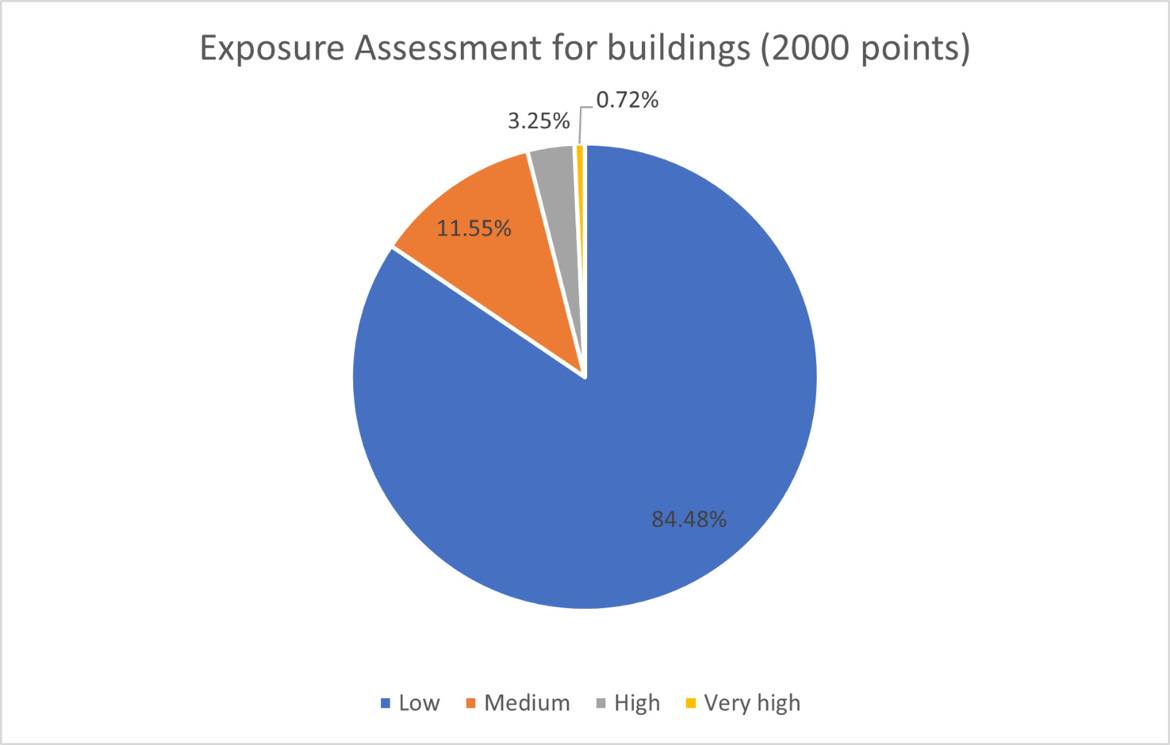 Exposure Assessment for buildings (2000 points)
0.72%
3.25%
11.55%
84.48%
Low Medium High Very high